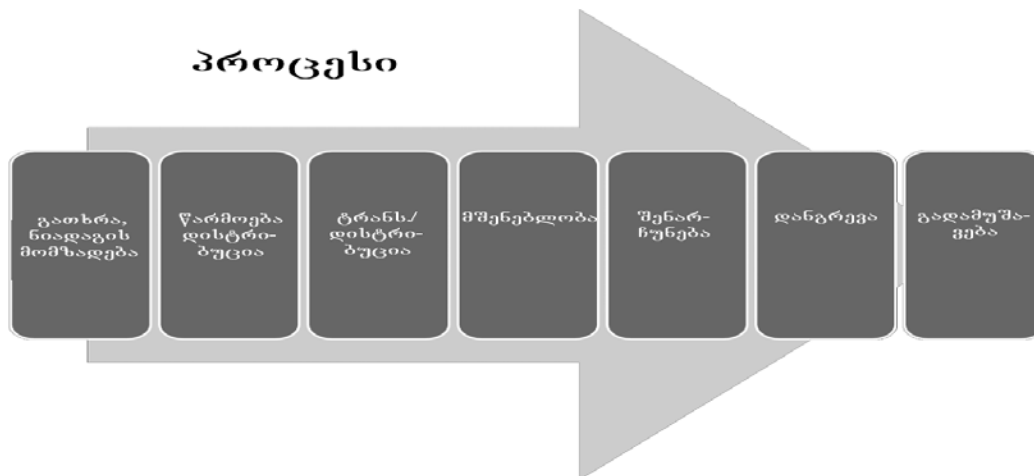 პროცესი
გათხრა,
ნიადაგის
მომზადება
წარმოება
დისტრი-
ბუცია
ტრანს./
დისტრი-
ბუცია
მშენებლობა
შენარ-
ჩუნება
დანგრევა
გადამუშა-
ვება